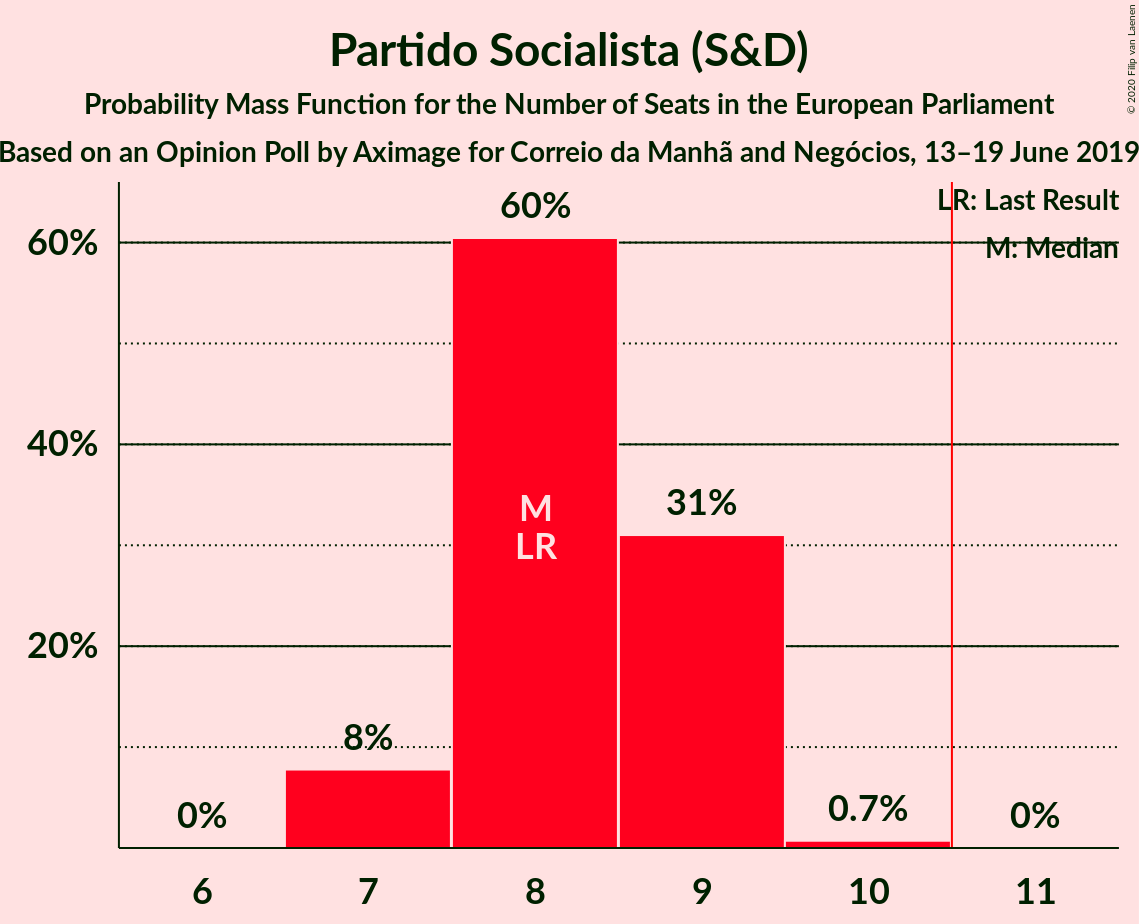 Partido Socialista (S&D)
Probability Mass Function for the Number of Seats in the European Parliament
Based on an Opinion Poll by Aximage for Correio da Manhã and Negócios, 13–19 June 2019
© 2020 Filip van Laenen
LR: Last Result
M: Median
60%
40%
20%
0%
8%
60%
M
LR
31%
0.7%
0%
6
7
8
9
10
11